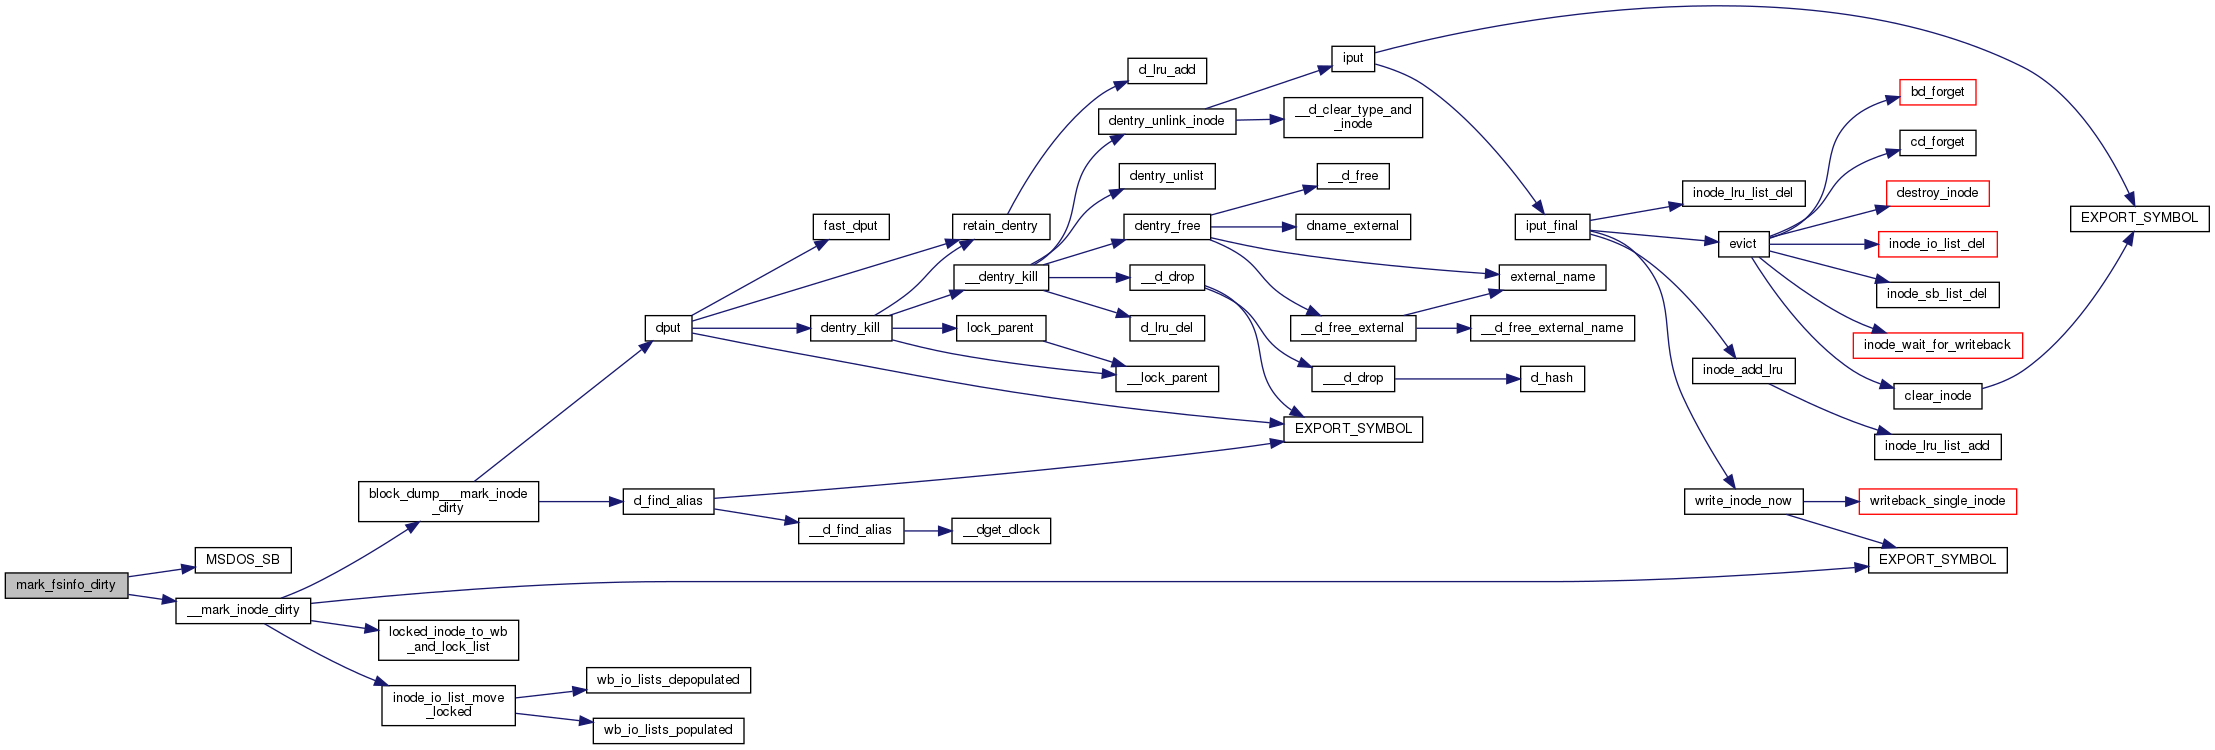 mark_fsinfo_dirty
MSDOS_SB
__mark_inode_dirty
block_dump___mark_inode
_dirty
locked_inode_to_wb
_and_lock_list
inode_io_list_move
_locked
dput
d_find_alias
wb_io_lists_depopulated
wb_io_lists_populated
fast_dput
dentry_kill
__d_find_alias
retain_dentry
__dentry_kill
lock_parent
__dget_dlock
d_lru_add
dentry_unlink_inode
dentry_unlist
dentry_free
__d_drop
d_lru_del
__lock_parent
iput
__d_clear_type_and
_inode
__d_free
dname_external
__d_free_external
___d_drop
EXPORT_SYMBOL
external_name
__d_free_external_name
d_hash
iput_final
inode_lru_list_del
evict
inode_add_lru
write_inode_now
bd_forget
cd_forget
destroy_inode
inode_io_list_del
inode_sb_list_del
inode_wait_for_writeback
clear_inode
inode_lru_list_add
writeback_single_inode
EXPORT_SYMBOL
EXPORT_SYMBOL